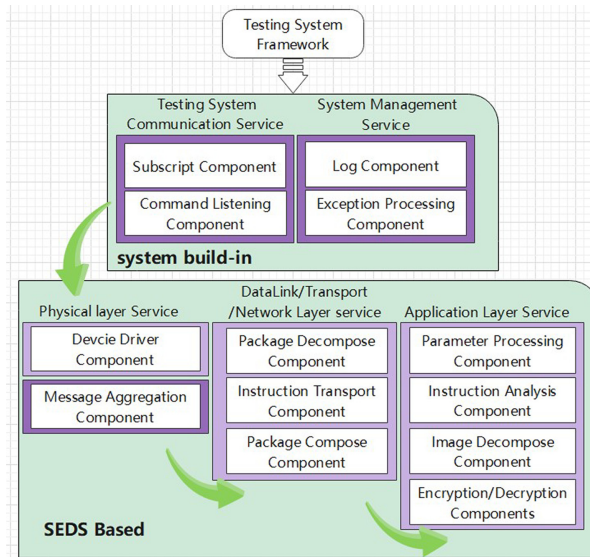 Testing System
Framework
Testing System
Communication Service
System Management
Service
Subscript Component
Log Component
Command Listening
Component
Exception Processing
Component
system build-in
DataLink/Transport
/Network Layer service
Physical layer Service
Application Layer Service
Devcie Driver
Component
Package Decompose
Component
Parameter Processing
Component
Message Aggregation
Component
Instruction Transport
Component
Instruction Analysis
Component
Package Compose
Component
Image Decompose
Component
Encryption/Decryption
Components
SEDS Based